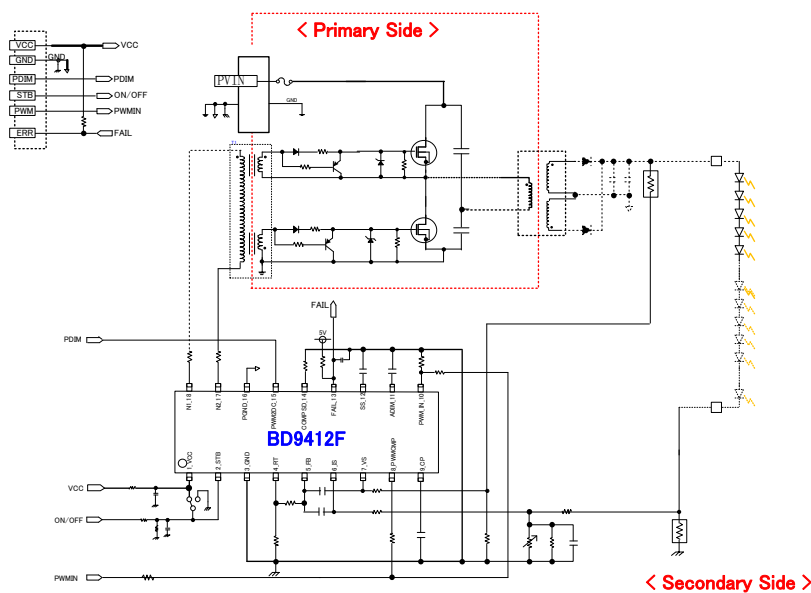 < Primary Side >
VCC
VCC
GND
GND
PDIM
PDIM
STB
ON/OFF
PWM
PWMIN
ERR
FAIL
PVIN
GND
FAIL
5V
PDIM
N1_18
N2_17
PGND_16
PWM2DC_15
COMPSD_14
FAIL_13
SS_12
ADIM_11
PWM_IN_10
BD9412F
1_VCC
2_STB
3_GND
4_RT
5_FB
6_IS
7_VS
8_PWMCMP
9_CP
VCC
ON/OFF
PWMIN
< Secondary Side >